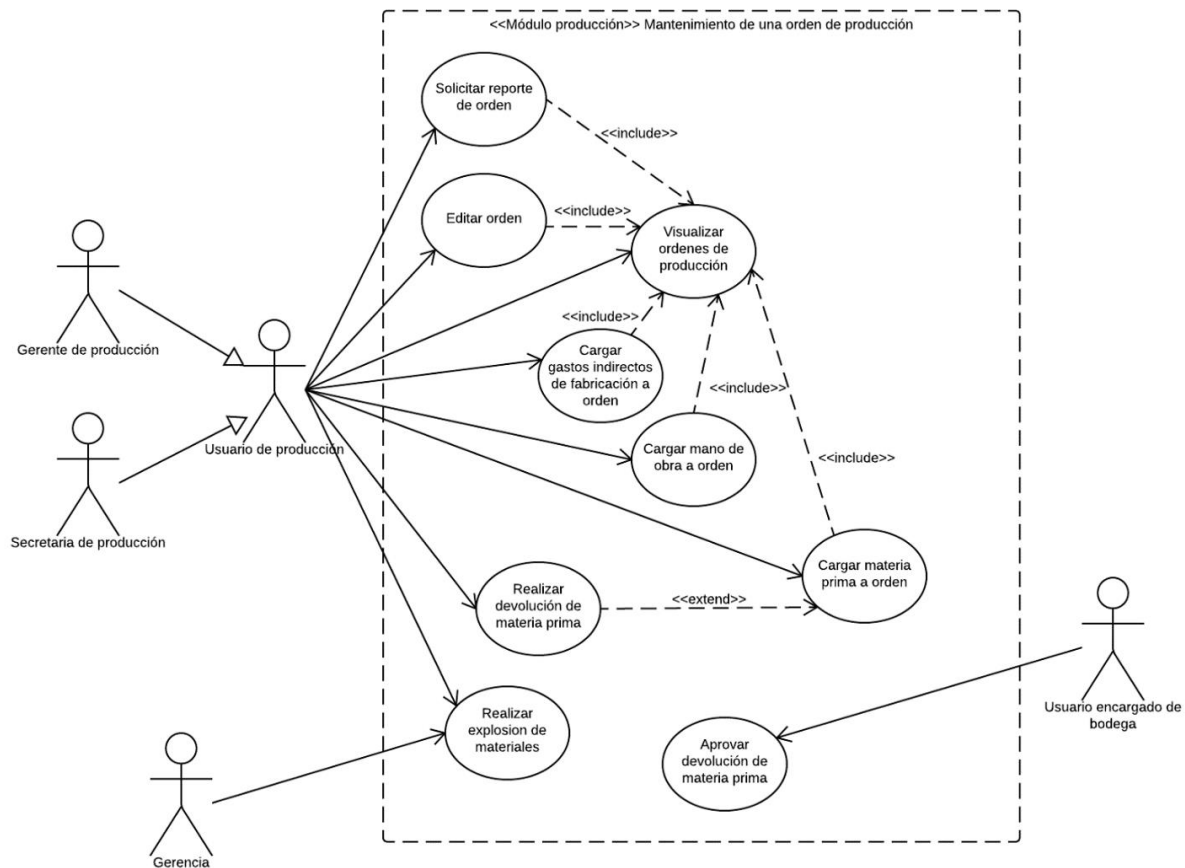 <<Módulo producción>> Mantenimiento de una orden de producción
Solicitar reporte
de orden
<<include>>
Editar orden
<<include>>
Visualizar
ordenes de
producción
Gerente de producción
<<include>>
Cargar
gastos indirectos
de fabricación a
orden
<<include>>
Usuario de producción
Cargar mano de
obra a orden
<<include>>
Secretaria de producción
Cargar materia
prima a orden
Realizar
devolución de
materia prima
<<extend>>
Usuario encargado de
bodega
Realizar
explosion de
materiales
Aprovar
devolución de
materia prima
Gerencia